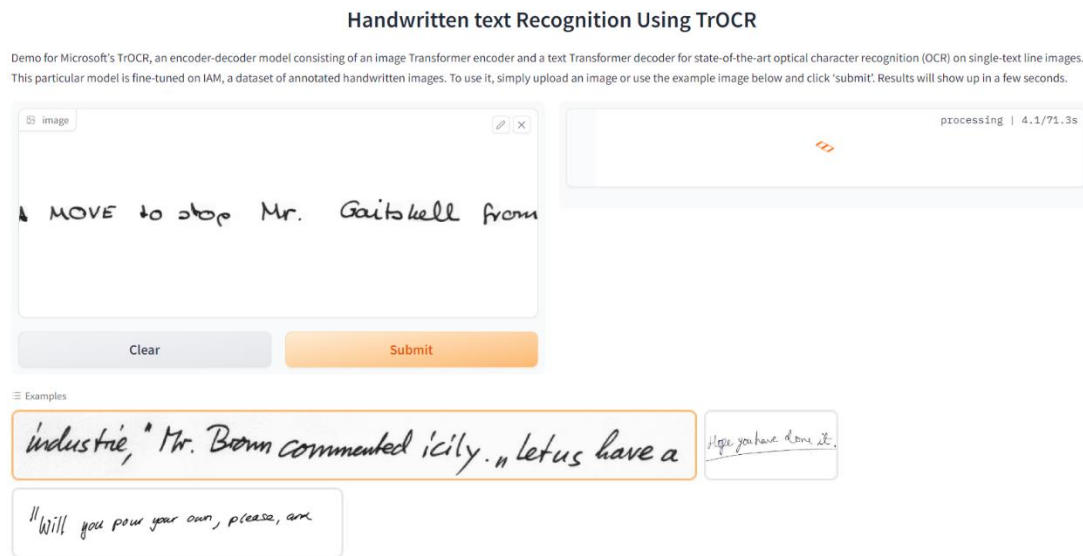 Handwritten text Recognition Using TrOCR
Demo for Microsoft's TrOCR, an encoder-decoder model consisting of an image Transformer encoder and a text Transformer decoder for state-of-the-art optical character recognition (OCR) on single-text line images.
This particular model is fine-tuned on IAM, a dataset of annotated handwritten images. To use it, simply upload an image or use the example image below and click 'submit'. Results will show up in a few seconds.
image
processing | 4.1/71.3s
A MOVE to stop Mr. Gaitskell from
Clear
Submit
Examples
industrie," Mr. Brown commented icily. „Let us have a
Hope you have done it.
"Will you pour your own, please, and